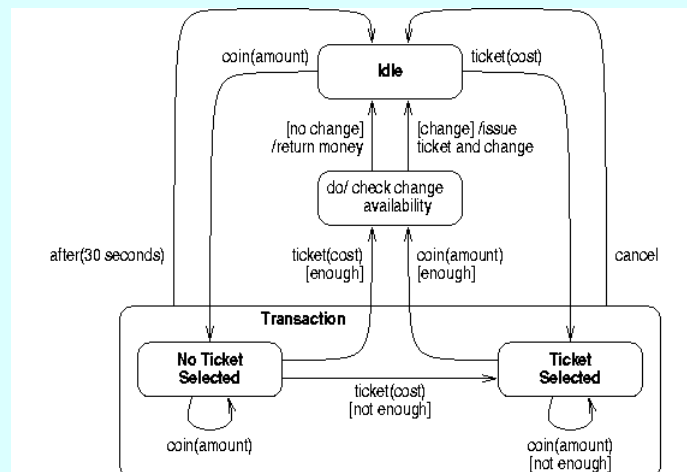 coin(amount)
Idle
ticket(cost)
[no change]
/return money
[change] /issue
ticket and change
do/ check change
availability
after(30 seconds)
ticket(cost)
[enough]
coin(amount)
[enough]
cancel
Transaction
No Ticket
Selected
Ticket
Selected
ticket(cost)
[not enough]
coin(amount)
coin(amount)
[not enough]